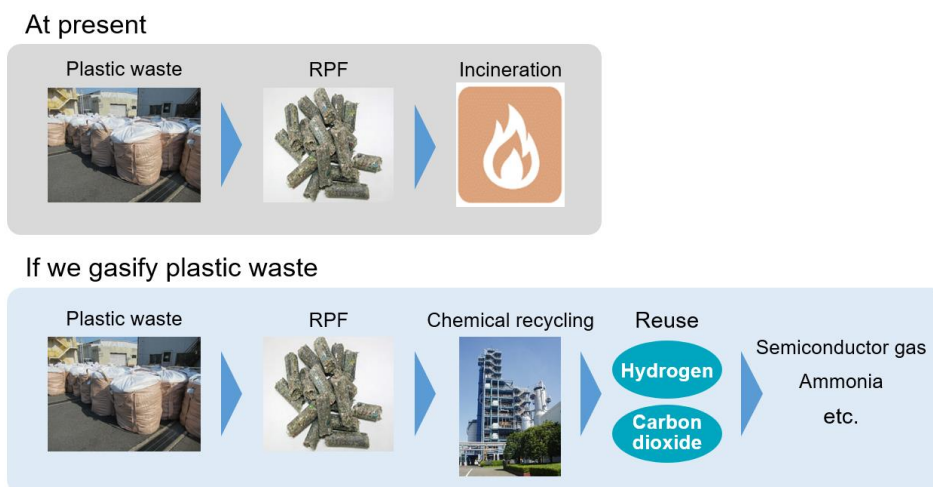 At present
Plastic waste
RPF
Incineration
If we gasify plastic waste
Plastic waste
RPF
Chemical recycling
Reuse
Hydrogen
Carbon
dioxide
Semiconductor gas
Ammonia
etc.